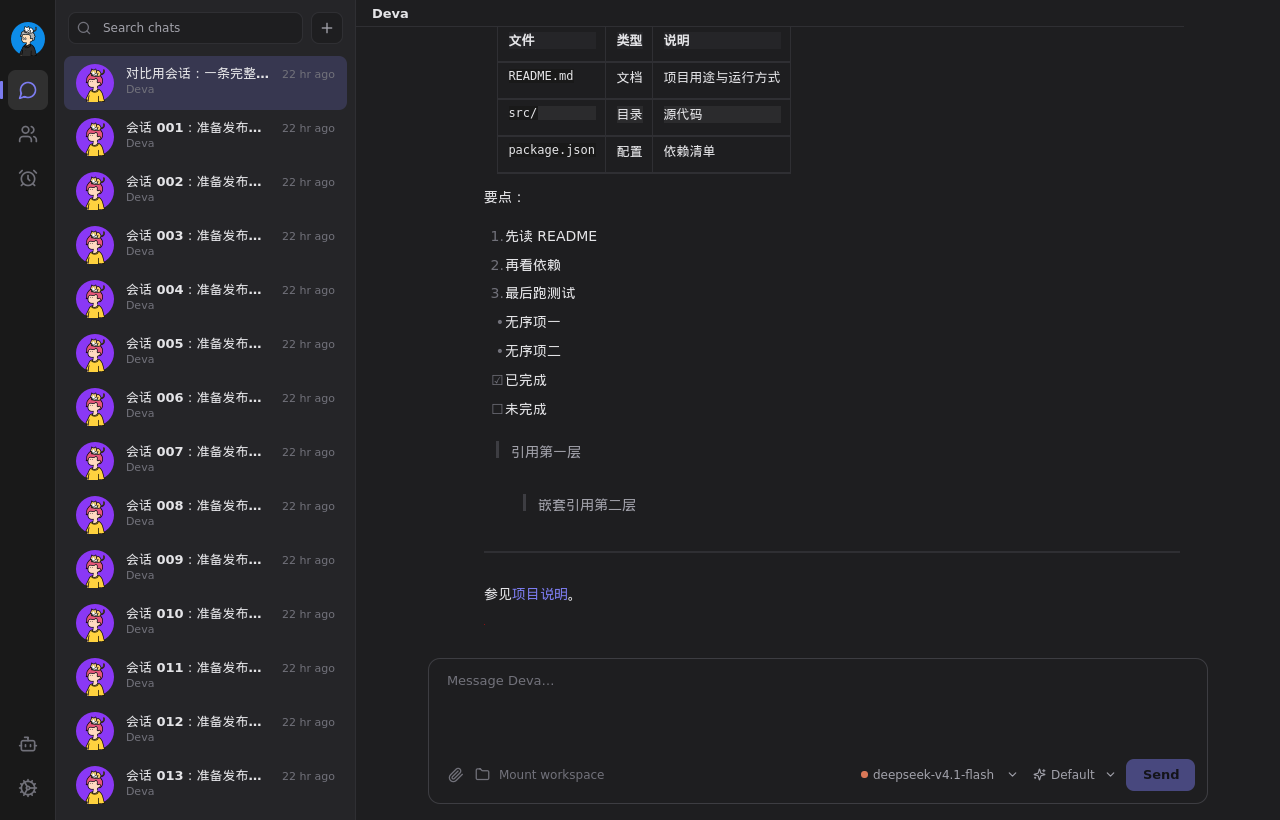 Search chats
对比用会话：一条完整... 22 hr ago
Deva
会话 001：准备发布... 22 hr ago
Deva
会话 002：准备发布... 22 hr ago
Deva
会话 003：准备发布... 22 hr ago
Deva
会话 004：准备发布... 22 hr ago
Deva
会话 005：准备发布... 22 hr ago
Deva
会话 006：准备发布... 22 hr ago
Deva
会话 007：准备发布... 22 hr ago
Deva
会话 008：准备发布... 22 hr ago
Deva
会话 009：准备发布... 22 hr ago
Deva
会话 010：准备发布... 22 hr ago
Deva
会话 011：准备发布... 22 hr ago
Deva
会话 012：准备发布... 22 hr ago
Deva
会话 013：准备发布... 22 hr ago
Deva
Deva
文件 类型 说明
README.md 文档 项目用途与运行方式
src/ 目录 源代码
package.json 配置 依赖清单
要点：
1. 先读 README
2. 再看依赖
3. 最后跑测试
• 无序项一
• 无序项二
☑ 已完成
☐ 未完成
引用第一层
嵌套引用第二层
参见项目说明。
Message Deva...
Mount workspace deepseek-v4.1-flash Default Send